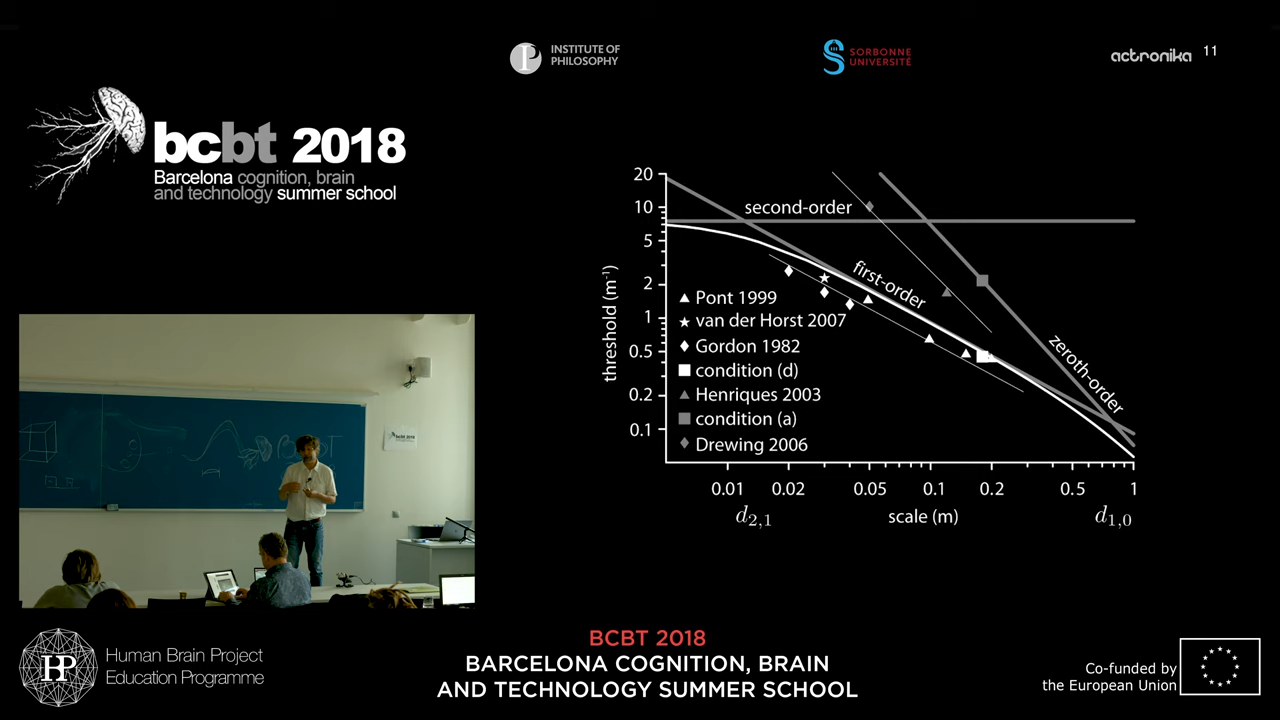 INSTITUTE OF
PHILOSOPHY
SORBONNE
UNIVERSITÉ
actronika
11
bcbt 2018
Barcelona cognition, brain
and technology summer school
20
10
5
2
1
0.5
0.2
0.1
threshold (m⁻¹)
second-order
first-order
zeroth-order
Pont 1999
van der Horst 2007
Gordon 1982
condition (d)
Henriques 2003
condition (a)
Drewing 2006
0.01 0.02 0.05 0.1 0.2 0.5 1
d2,1 scale (m) d1,0
bcbt 2018
HP
Human Brain Project
Education Programme
BCBT 2018
BARCELONA COGNITION, BRAIN
AND TECHNOLOGY SUMMER SCHOOL
Co-funded by
the European Union